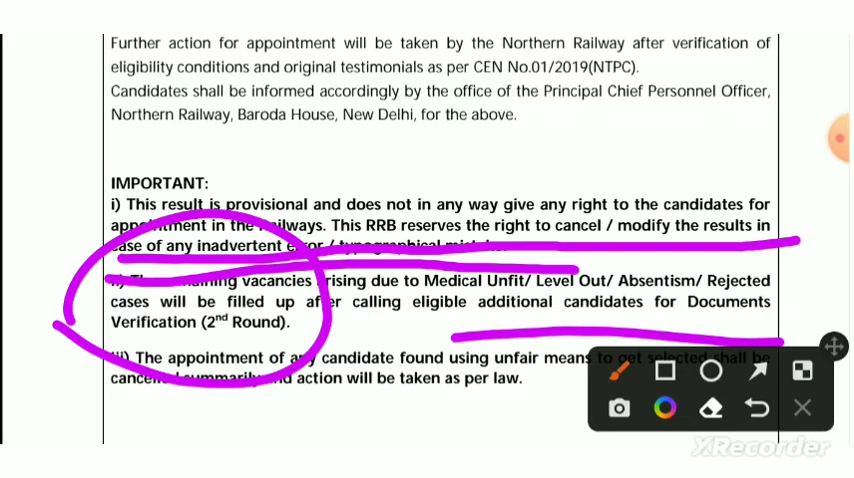 Further action for appointment will be taken by the Northern Railway after verification of
eligibility conditions and original testimonials as per CEN No.01/2019(NTPC).
Candidates shall be informed accordingly by the office of the Principal Chief Personnel Officer,
Northern Railway, Baroda House, New Delhi, for the above.
IMPORTANT:
i) This result is provisional and does not in any way give any right to the candidates for
appointment in the Railways. This RRB reserves the right to cancel / modify the results in
case of any inadvertent error / typographical
vacancies arising due to Medical Unfit/ Level Out/ Absentism/ Rejected
cases will be filled up after calling eligible additional candidates for Documents
Verification (2nd Round).
iii) The appointment of any candidate found using unfair means to get selected shall be
cancelled summarily and action will be taken as per law.
XRecorder